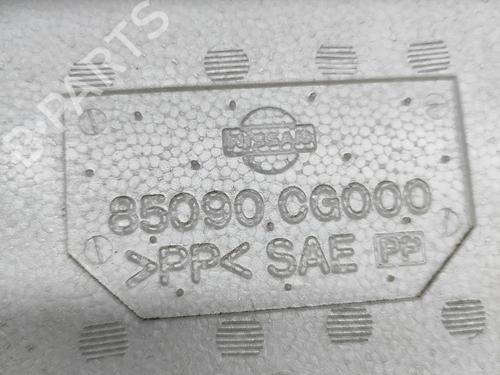 B-PARTS
NISSAN
85090 CG000
>PP< SAE PP